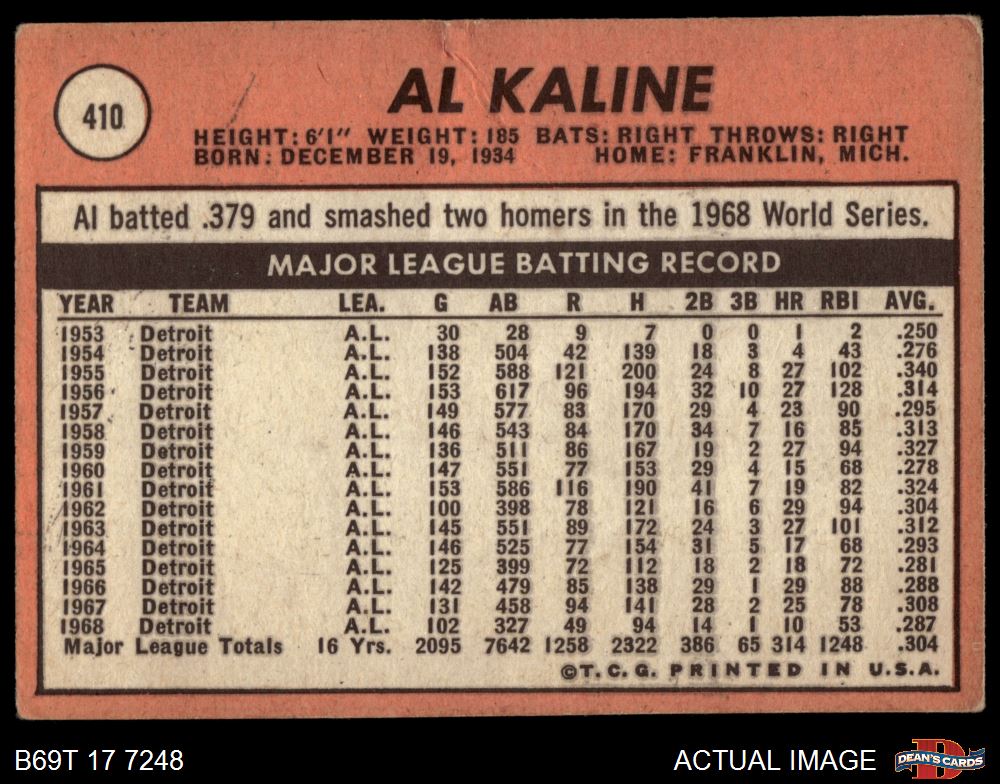 410
AL KALINE
HEIGHT: 6'1" WEIGHT: 185 BATS: RIGHT THROWS: RIGHT
BORN: DECEMBER 19, 1934 HOME: FRANKLIN, MICH.
Al batted .379 and smashed two homers in the 1968 World Series.
MAJOR LEAGUE BATTING RECORD
YEAR TEAM LEA. G AB R H 2B 3B HR RBI AVG.
1953 Detroit A.L. 30 28 9 7 0 0 1 2 .250
1954 Detroit A.L. 138 504 42 139 18 3 4 43 .276
1955 Detroit A.L. 152 588 121 200 24 8 27 102 .340
1956 Detroit A.L. 153 617 96 194 32 10 27 128 .314
1957 Detroit A.L. 149 577 83 170 29 4 23 90 .295
1958 Detroit A.L. 146 543 84 170 34 7 16 85 .313
1959 Detroit A.L. 136 511 86 167 19 2 27 94 .327
1960 Detroit A.L. 147 551 77 153 29 4 15 68 .278
1961 Detroit A.L. 153 586 116 190 41 7 19 82 .324
1962 Detroit A.L. 100 398 78 121 16 6 29 94 .304
1963 Detroit A.L. 145 551 89 172 24 3 27 101 .312
1964 Detroit A.L. 146 525 77 154 31 5 17 68 .293
1965 Detroit A.L. 125 399 72 112 18 2 18 72 .281
1966 Detroit A.L. 142 479 85 138 29 1 29 88 .288
1967 Detroit A.L. 131 458 94 141 28 2 25 78 .308
1968 Detroit A.L. 102 327 49 94 14 1 10 53 .287
Major League Totals 16 Yrs. 2095 7642 1258 2322 386 65 314 1248 .304
©T.C.G. PRINTED IN U.S.A.
B69T 17 7248
ACTUAL IMAGE
D
DEAN'S CARDS